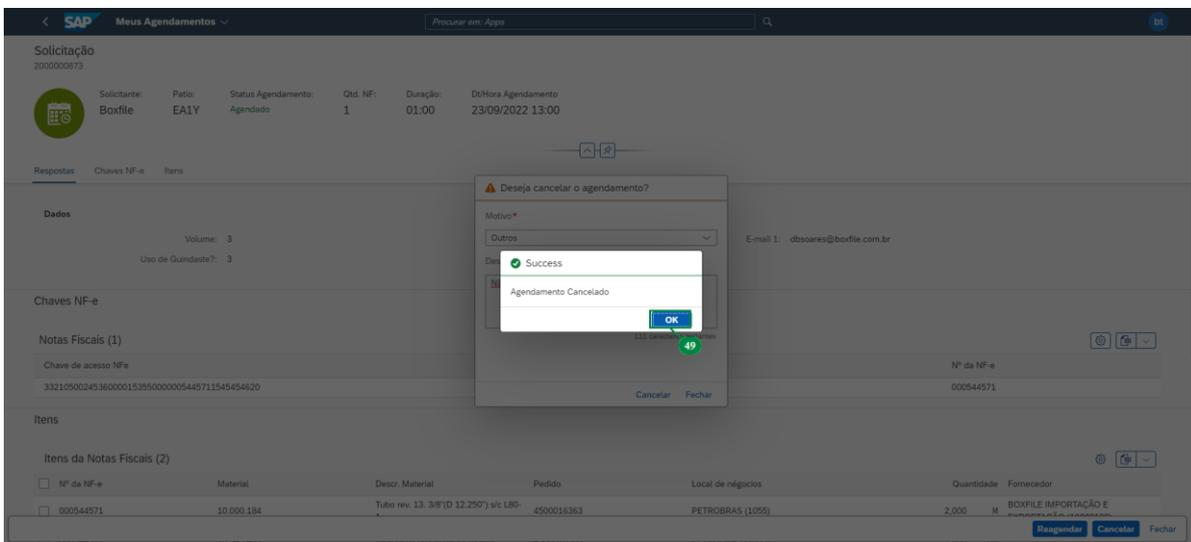 SAP Meus Agendamentos Procurar em: Apps bt
Solicitação
2000000873
Solicitante: Patio: Status Agendamento: Qtd. NF: Duração: Dt/Hora Agendamento
Boxfile EA1Y Agendado 1 01:00 23/09/2022 13:00
Respostas Chaves NF-e Itens
Deseja cancelar o agendamento?
Dados
Motivo*
Volume: 3
Outros
E-mail 1: dbsoares@boxfile.com.br
Uso de Guindaste?: 3
Success
Agendamento Cancelado
OK
49
Chaves NF-e
Notas Fiscais (1)
111 caracteres
Chave de acesso NFe Nº da NF-e
000544571
Cancelar Fechar
Itens
Itens da Notas Fiscais (2)
Nº da NF-e Material Descr. Material Pedido Local de négocios Quantidade Fornecedor
000544571 10.000.184 Tubo rev. 13. 3/8"(D 12.250") s/c L80- 4500016363 PETROBRAS (1055) 2,000 M BOXFILE IMPORTAÇÃO E
Reagendar Cancelar Fechar